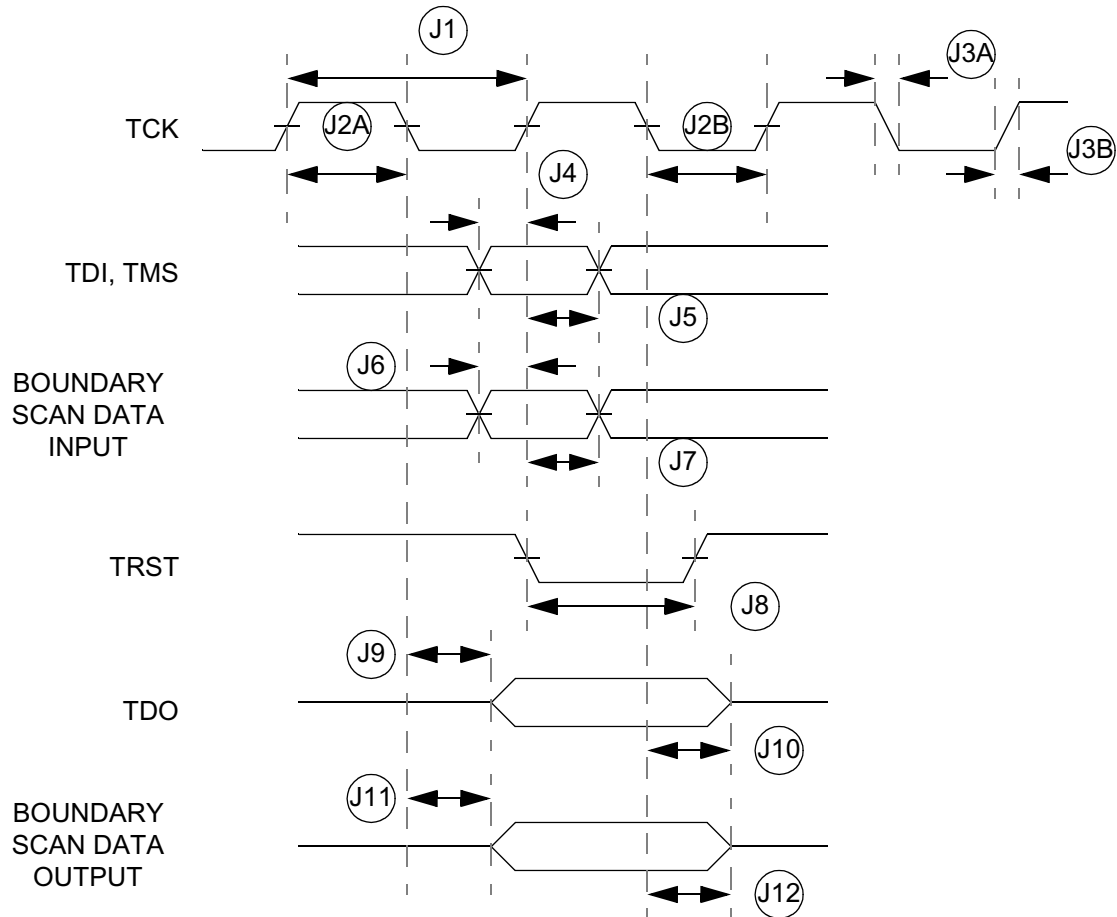 J1
J3A
TCK
J2A
J2B
J3B
J4
TDI, TMS
J5
J6
BOUNDARY
SCAN DATA
INPUT
J7
TRST
J8
J9
TDO
J10
J11
BOUNDARY
SCAN DATA
OUTPUT
J12